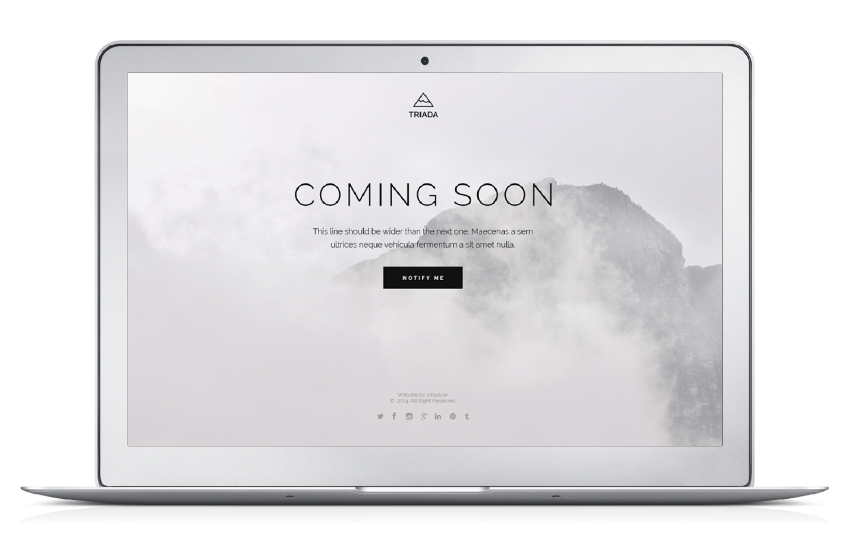 TRIADA
COMING SOON
This line should be wider than the next one. Maecenas a sem
ultrices neque vehicula fermentum a sit amet nulla.
NOTIFY ME
Website by
© 2014 All Right Reserved